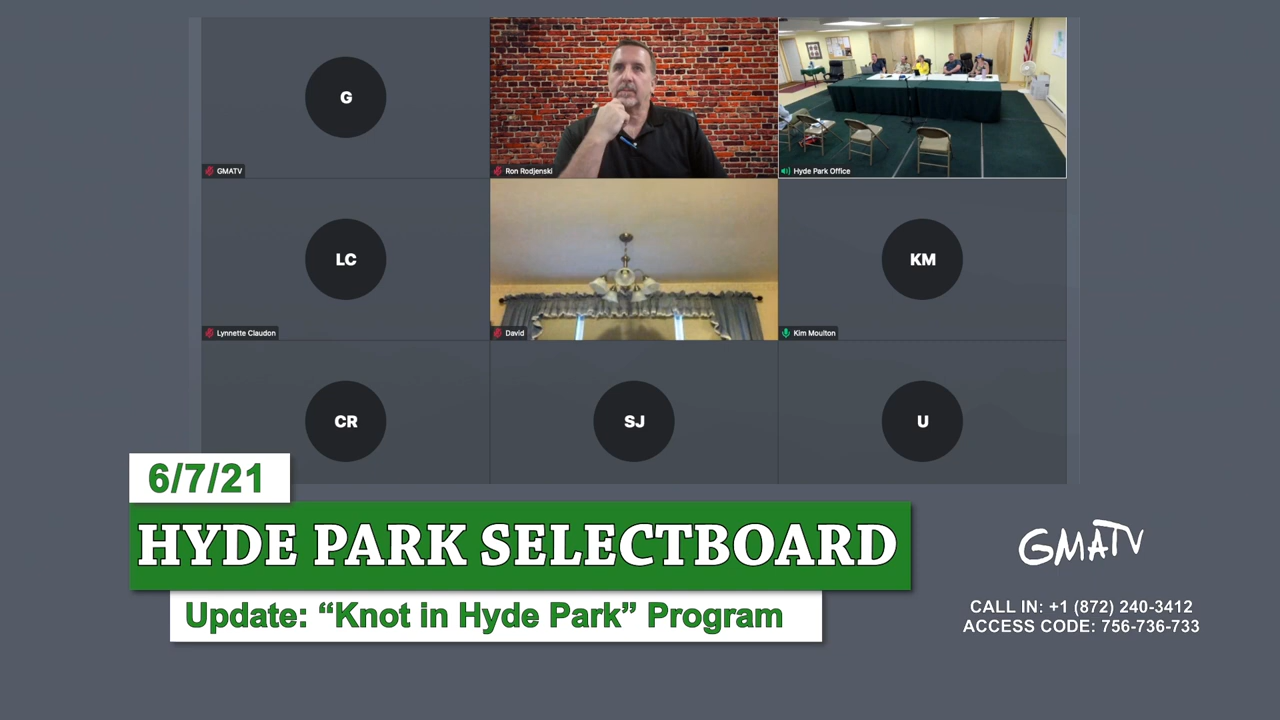 G
GMATV
Ron Rodjenski
Hyde Park Office
LC
Lynnette Claudon
David
KM
Kim Moulton
CR
SJ
U
6/7/21
HYDE PARK SELECTBOARD
Update: “Knot in Hyde Park” Program
GMATV
CALL IN: +1 (872) 240-3412
ACCESS CODE: 756-736-733